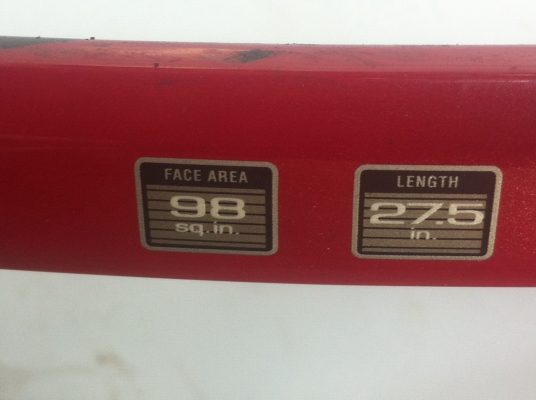 FACE AREA
98
sq. in.
LENGTH
27.5
in.